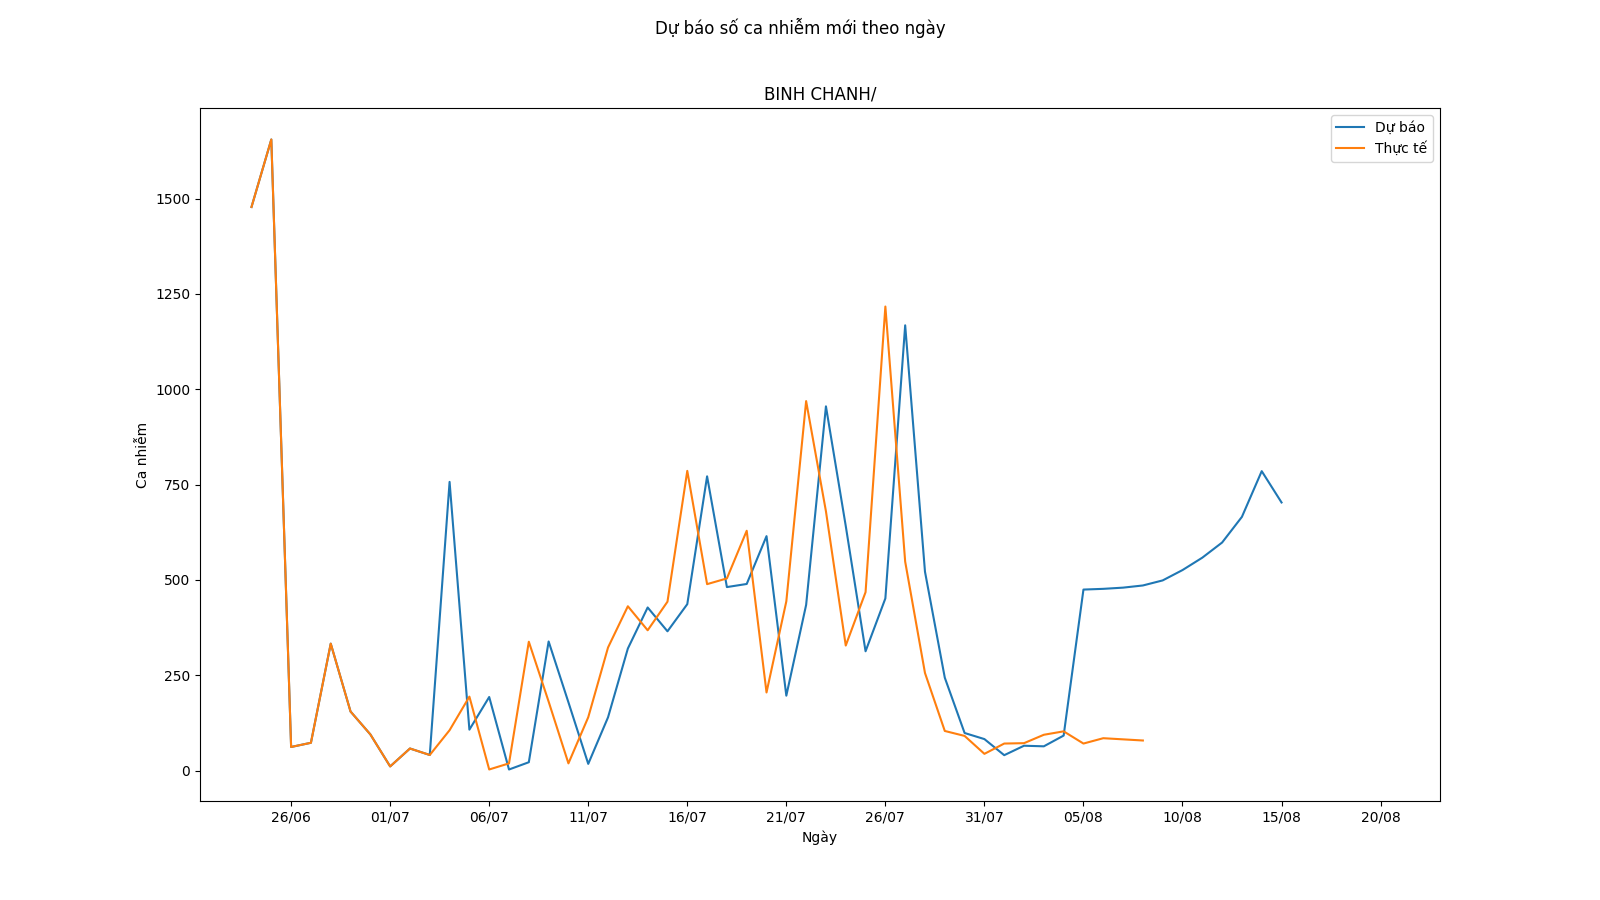 Dự báo số ca nhiễm mới theo ngày
BINH CHANH/
Dự báo
Thực tế
1500
1250
1000
750
500
250
0
Ca nhiễm
26/06 01/07 06/07 11/07 16/07 21/07 26/07 31/07 05/08 10/08 15/08 20/08
Ngày